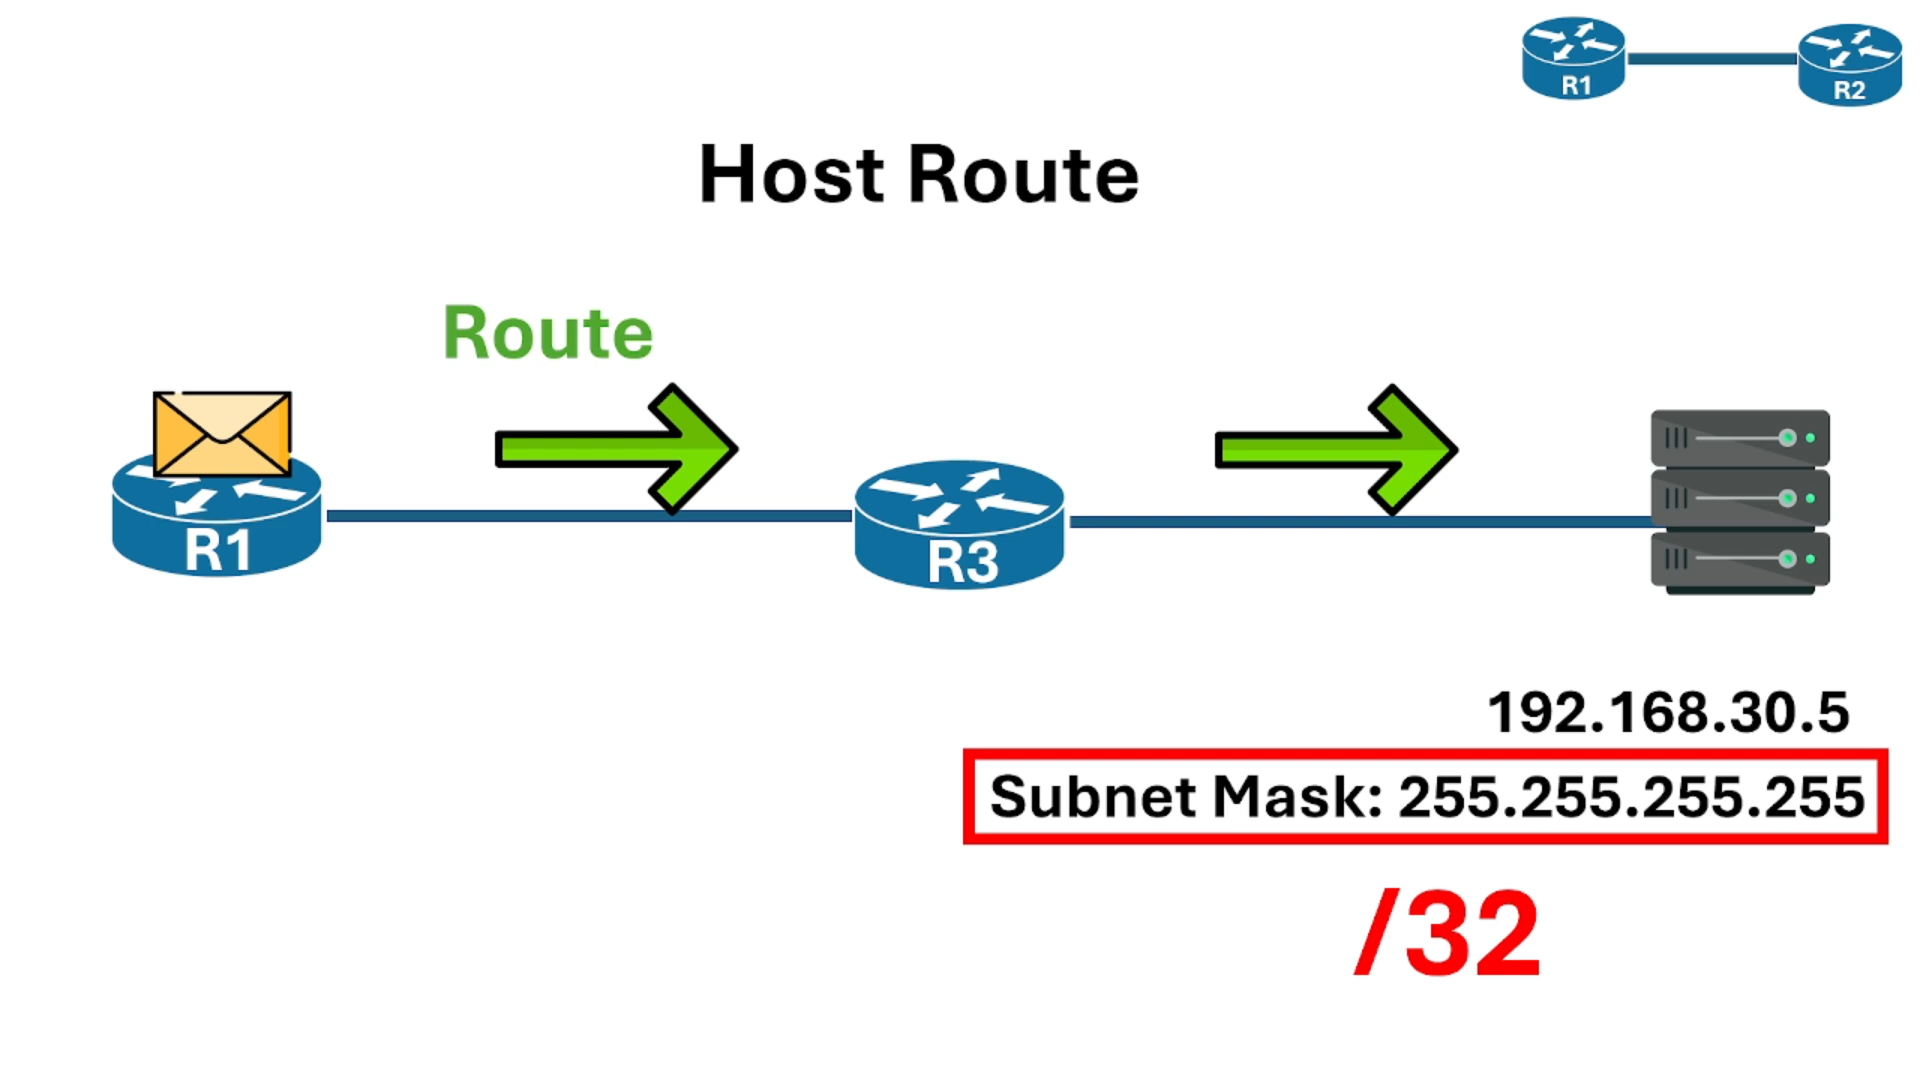 R1
R2
Host Route
Route
R1
R3
192.168.30.5
Subnet Mask: 255.255.255.255
/32